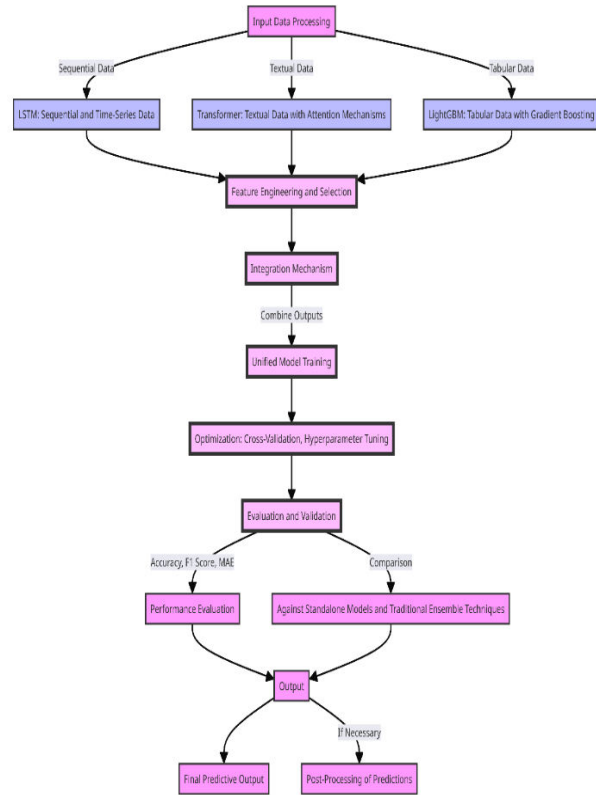 Input Data Processing
Sequential Data
Textual Data
Tabular Data
LSTM: Sequential and Time-Series Data
Transformer: Textual Data with Attention Mechanisms
LightGBM: Tabular Data with Gradient Boosting
Feature Engineering and Selection
Integration Mechanism
Combine Outputs
Unified Model Training
Optimization: Cross-Validation, Hyperparameter Tuning
Evaluation and Validation
Accuracy, F1 Score, MAE
Comparison
Performance Evaluation
Against Standalone Models and Traditional Ensemble Techniques
Output
If Necessary
Final Predictive Output
Post-Processing of Predictions